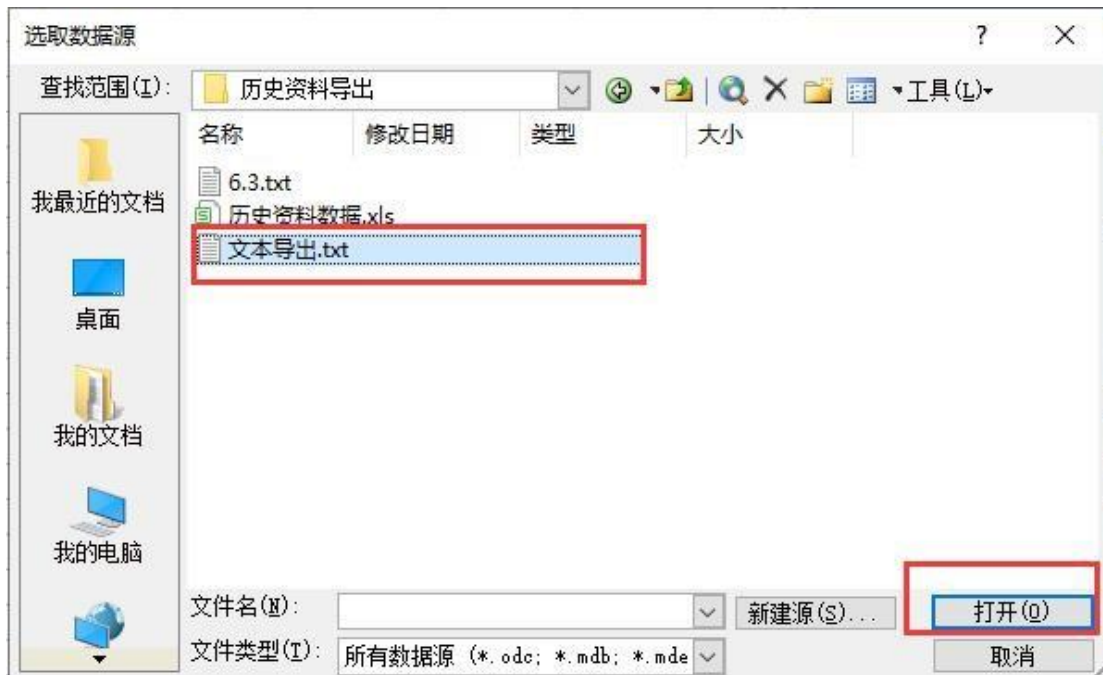 选取数据源 ?
查找范围(I): 历史资料导出 工具(L)
名称 修改日期 类型 大小
我最近的文档
6.3.txt
历史资料数据.xls
文本导出.txt
桌面
我的文档
我的电脑
文件名(N): 新建源(S)... 打开(O)
文件类型(T): 所有数据源 (*.odc; *.mdb; *.mde 取消